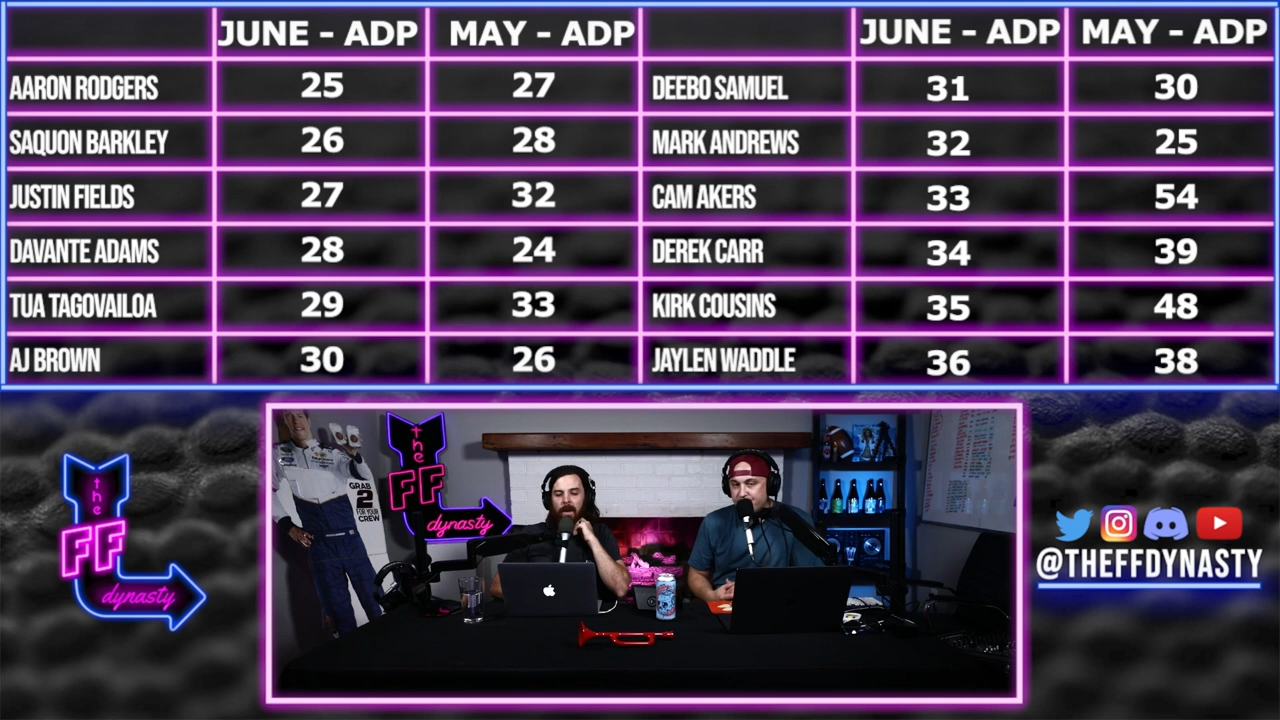 JUNE - ADP MAY - ADP JUNE - ADP MAY - ADP
AARON RODGERS 25 27 DEEBO SAMUEL 31 30
SAQUON BARKLEY 26 28 MARK ANDREWS 32 25
JUSTIN FIELDS 27 32 CAM AKERS 33 54
DAVANTE ADAMS 28 24 DEREK CARR 34 39
TUA TAGOVAILOA 29 33 KIRK COUSINS 35 48
AJ BROWN 30 26 JAYLEN WADDLE 36 38
the
FF
dynasty
GRAB
2
FOR YOUR
CREW
the
FF
dynasty
@THEFFDYNASTY